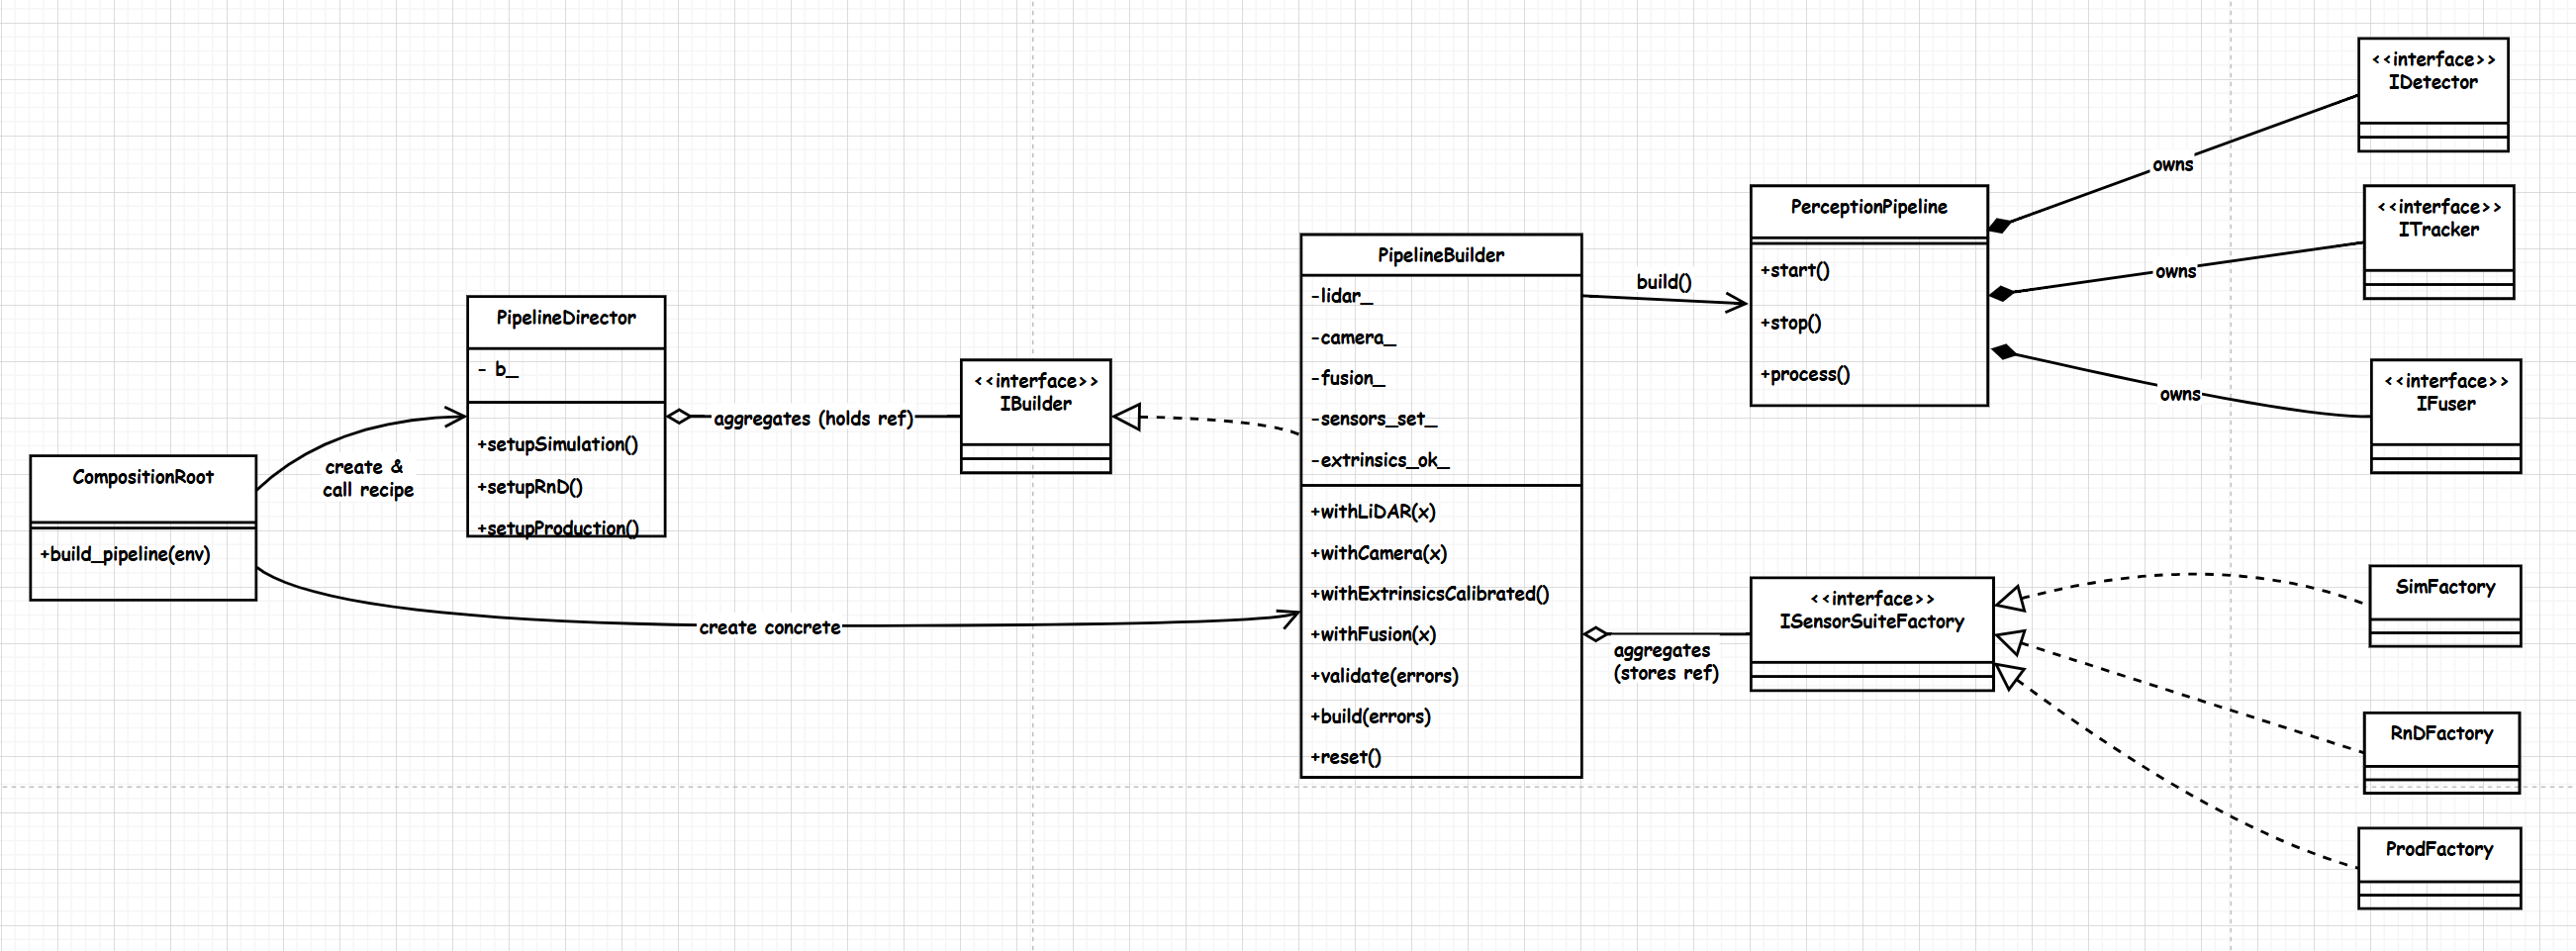 CompositionRoot
+build_pipeline(env)
create &
call recipe
create concrete
PipelineDirector
- b_
+setupSimulation()
+setupRnD()
+setupProduction()
aggregates (holds ref)
<<interface>>
IBuilder
PipelineBuilder
-lidar_
-camera_
-fusion_
-sensors_set_
-extrinsics_ok_
+withLiDAR(x)
+withCamera(x)
+withExtrinsicsCalibrated()
+withFusion(x)
+validate(errors)
+build(errors)
+reset()
build()
aggregates
(stores ref)
PerceptionPipeline
+start()
+stop()
+process()
<<interface>>
ISensorSuiteFactory
owns
owns
owns
<<interface>>
IDetector
<<interface>>
ITracker
<<interface>>
IFuser
SimFactory
RnDFactory
ProdFactory